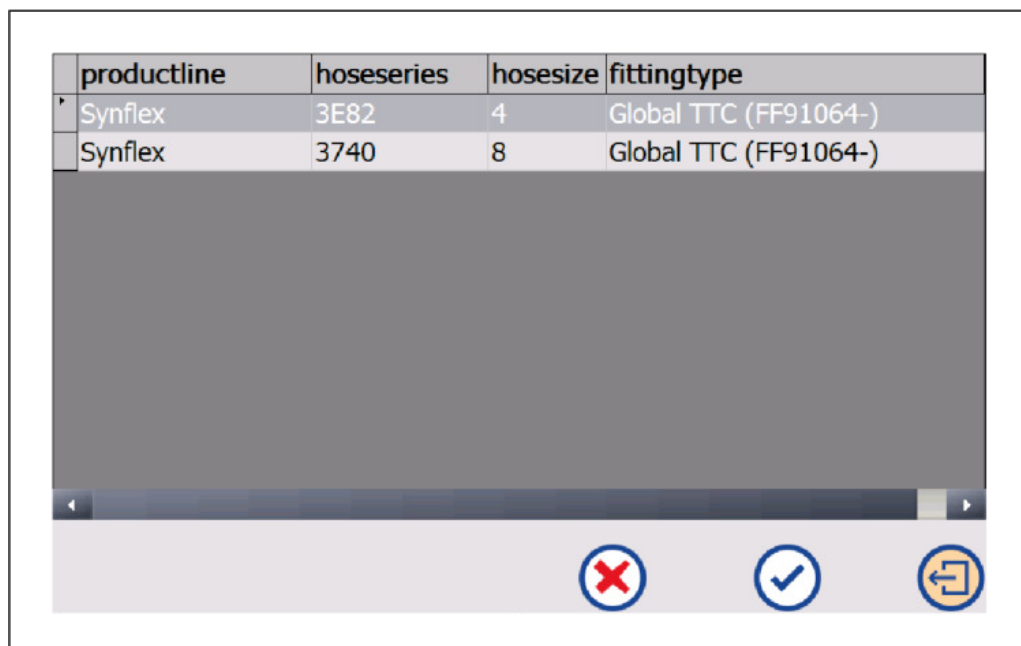 productline hoseseries hosesize fittingtype
Synflex 3E82 4 Global TTC (FF91064-)
Synflex 3740 8 Global TTC (FF91064-)